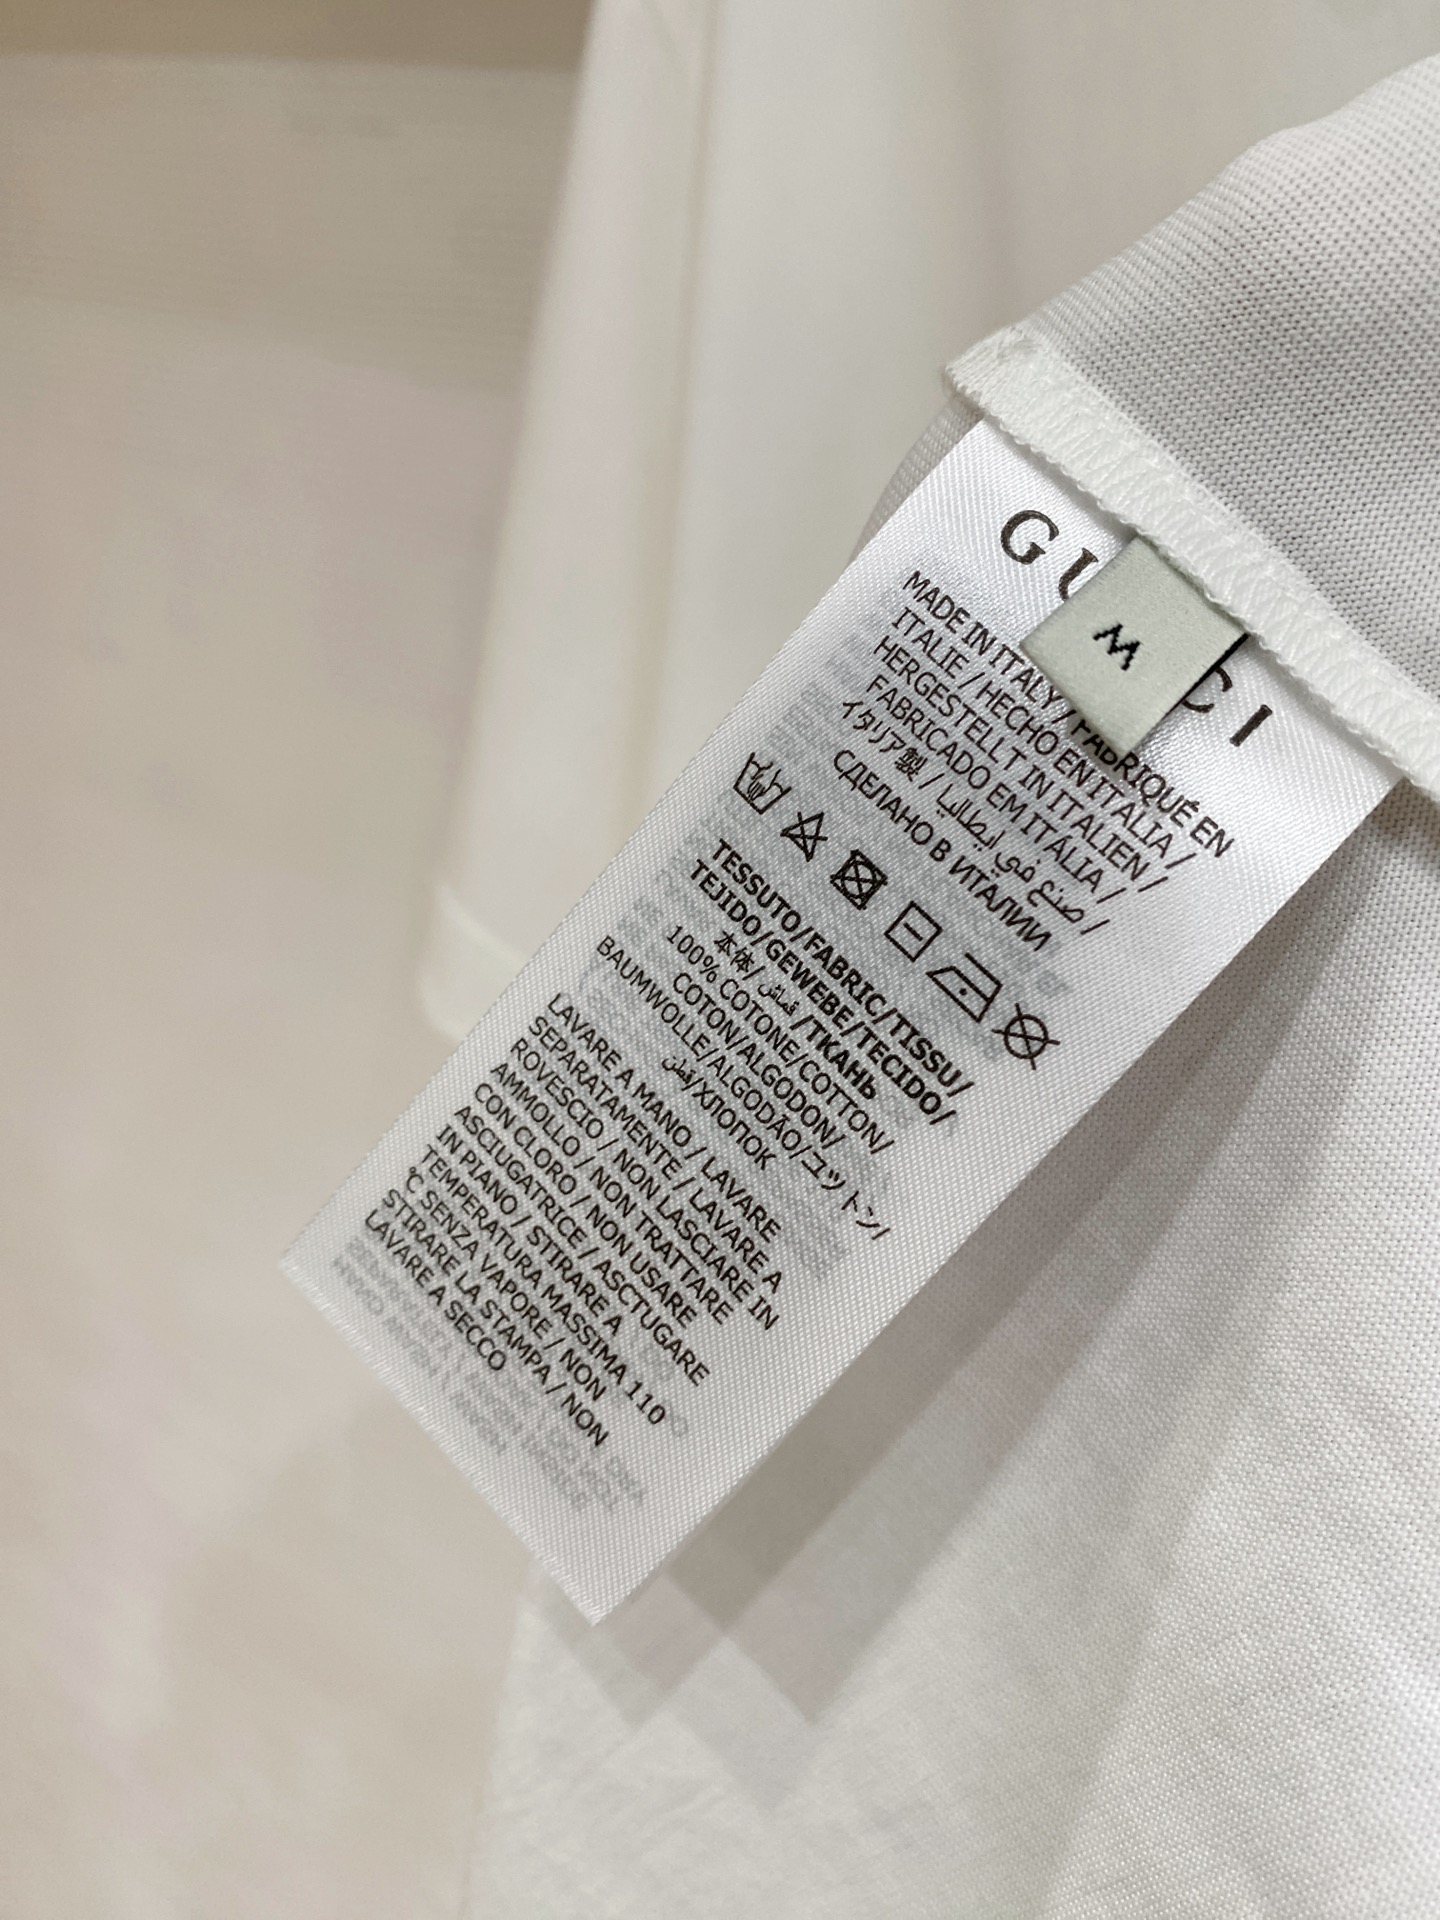 GU CI
M
MADE IN ITALY / FABRIQUÉ EN
ITALIE / HECHO EN ITALIA /
HERGESTELLT IN ITALIEN /
FABRICADO EM ITÁLIA /
イタリア製 / صنع في ايطاليا /
СДЕЛАНО В ИТАЛИИ
TESSUTO/FABRIC/TISSU/
TEJIDO/GEWEBE/TECIDO/
本体/ قماش /ТКАНЬ
100% COTONE/COTTON/
COTON/ALGODON/
BAUMWOLLE/ALGODÃO/コットン/
قطن/ХЛОПОК
LAVARE A MANO / LAVARE
SEPARATAMENTE / LAVARE A
ROVESCIO / NON LASCIARE IN
AMMOLLO / NON TRATTARE
CON CLORO / NON USARE
ASCIUGATRICE / ASCTUGARE
IN PIANO / STIRARE A
TEMPERATURA MASSIMA 110
°C SENZA VAPORE / NON
STIRARE LA STAMPA / NON
LAVARE A SECCO